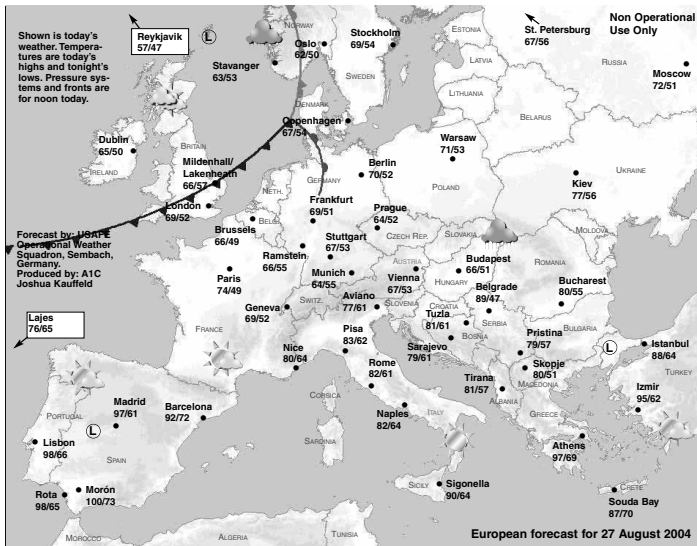 Shown is today's
weather. Tempera-
tures are today's
highs and tonight's
lows. Pressure sys-
tems and fronts are
for noon today.
Reykjavik
57/47
L
NORWAY
Oslo
62/50
Stockholm
69/54
Stavanger
63/53
SWEDEN
ESTONIA
LATVIA
LITHUANIA
St. Petersburg
67/56
Non Operational
Use Only
RUSSIA
Moscow
72/51
BELARUS
DENMARK
Coppenhagen
67/54
Dublin
65/50
IRELAND
BRITAIN
Mildenhall/
Lakenheath
66/57
London
69/52
NETH.
GERMANY
Berlin
70/52
Warsaw
71/53
POLAND
UKRAINE
Kiev
77/56
Frankfurt
69/51
Prague
64/52
CZECH REP.
SLOVAKIA
MOLDOVA
Forecast by: USAFE
Operational Weather
Squadron, Sembach,
Germany.
Produced by: A1C
Joshua Kauffeld
Brussels
66/49
BELG.
Ramstein
66/55
Stuttgart
67/53
Paris
74/49
Munich
64/55
AUSTRIA
Vienna
67/53
Budapest
66/51
HUNGARY
ROMANIA
Belgrade
89/47
Bucharest
80/55
Geneva
69/52
SWITZ.
Aviano
77/61
SLOVENIA
CROATIA
Tuzla
81/61
BOSNIA
SERBIA
Lajes
76/65
FRANCE
Nice
80/64
Pisa
83/62
Sarajevo
79/61
Pristina
79/57
BULGARIA
L
Istanbul
88/64
Rome
82/61
Skopje
80/51
MACEDONIA
TURKEY
Tirana
81/57
ALBANIA
Izmir
95/62
PORTUGAL
Madrid
97/61
Barcelona
92/72
CORSICA
Naples
82/64
ITALY
GREECE
L
Lisbon
98/66
SPAIN
SARDINIA
Athens
97/69
Rota
98/65
Morón
100/73
SICILY
Sigonella
90/64
CRETE
Souda Bay
87/70
MOROCCO
ALGERIA
TUNISIA
European forecast for 27 August 2004